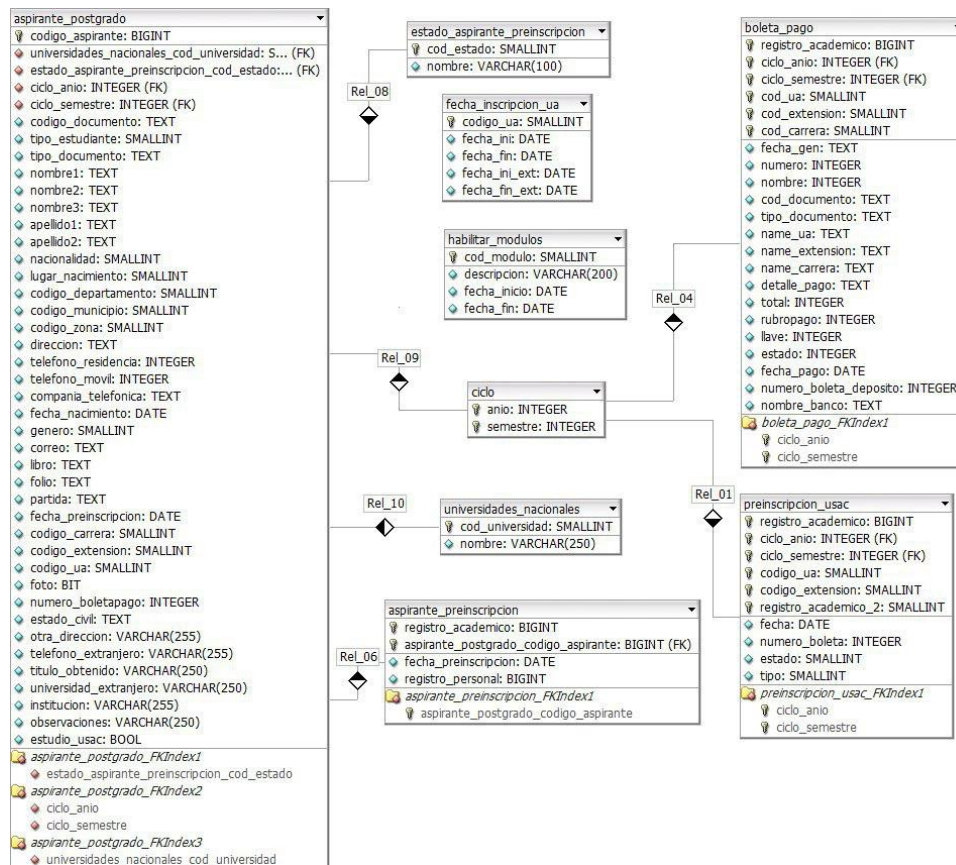 aspirante_postgrado
codigo_aspirante: BIGINT
universidades_nacionales_cod_universidad: S... (FK)
estado_aspirante_preinscripcion_cod_estado:... (FK)
ciclo_anio: INTEGER (FK)
ciclo_semestre: INTEGER (FK)
codigo_documento: TEXT
tipo_estudiante: SMALLINT
tipo_documento: TEXT
nombre1: TEXT
nombre2: TEXT
nombre3: TEXT
apellido1: TEXT
apellido2: TEXT
nacionalidad: SMALLINT
lugar_nacimiento: SMALLINT
codigo_departamento: SMALLINT
codigo_municipio: SMALLINT
codigo_zona: SMALLINT
direccion: TEXT
telefono_residencia: INTEGER
telefono_movil: INTEGER
compania_telefonica: TEXT
fecha_nacimiento: DATE
genero: SMALLINT
correo: TEXT
libro: TEXT
folio: TEXT
partida: TEXT
fecha_preinscripcion: DATE
codigo_carrera: SMALLINT
codigo_extension: SMALLINT
codigo_ua: SMALLINT
foto: BIT
numero_boletapago: INTEGER
estado_civil: TEXT
otra_direccion: VARCHAR(255)
telefono_extranjero: VARCHAR(255)
titulo_obtenido: VARCHAR(250)
universidad_extranjero: VARCHAR(250)
institucion: VARCHAR(255)
observaciones: VARCHAR(250)
estudio_usac: BOOL
aspirante_postgrado_FKIndex1
estado_aspirante_preinscripcion_cod_estado
aspirante_postgrado_FKIndex2
ciclo_anio
ciclo_semestre
aspirante_postgrado_FKIndex3
universidades_nacionales_cod_universidad
Rel_08
Rel_09
Rel_10
Rel_06
estado_aspirante_preinscripcion
cod_estado: SMALLINT
nombre: VARCHAR(100)
fecha_inscripcion_ua
codigo_ua: SMALLINT
fecha_ini: DATE
fecha_fin: DATE
fecha_ini_ext: DATE
fecha_fin_ext: DATE
habilitar_modulos
cod_modulo: SMALLINT
descripcion: VARCHAR(200)
fecha_inicio: DATE
fecha_fin: DATE
ciclo
anio: INTEGER
semestre: INTEGER
universidades_nacionales
cod_universidad: SMALLINT
nombre: VARCHAR(250)
aspirante_preinscripcion
registro_academico: BIGINT
aspirante_postgrado_codigo_aspirante: BIGINT (FK)
fecha_preinscripcion: DATE
registro_personal: BIGINT
aspirante_preinscripcion_FKIndex1
aspirante_postgrado_codigo_aspirante
Rel_04
Rel_01
boleta_pago
registro_academico: BIGINT
ciclo_anio: INTEGER (FK)
ciclo_semestre: INTEGER (FK)
cod_ua: SMALLINT
cod_extension: SMALLINT
cod_carrera: SMALLINT
fecha_gen: TEXT
numero: INTEGER
nombre: INTEGER
cod_documento: TEXT
tipo_documento: TEXT
name_ua: TEXT
name_extension: TEXT
name_carrera: TEXT
detalle_pago: TEXT
total: INTEGER
rubropago: INTEGER
llave: INTEGER
estado: INTEGER
fecha_pago: DATE
numero_boleta_deposito: INTEGER
nombre_banco: TEXT
boleta_pago_FKIndex1
ciclo_anio
ciclo_semestre
preinscripcion_usac
registro_academico: BIGINT
ciclo_anio: INTEGER (FK)
ciclo_semestre: INTEGER (FK)
codigo_ua: SMALLINT
codigo_extension: SMALLINT
registro_academico_2: SMALLINT
fecha: DATE
numero_boleta: INTEGER
estado: SMALLINT
tipo: SMALLINT
preinscripcion_usac_FKIndex1
ciclo_anio
ciclo_semestre